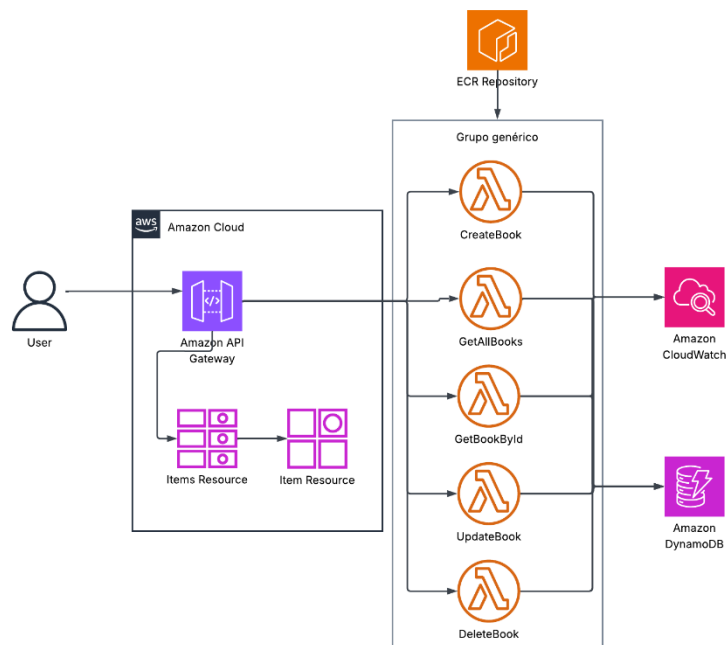 ECR Repository
Grupo genérico
CreateBook
aws
Amazon Cloud
User
Amazon API
Gateway
GetAllBooks
Amazon
CloudWatch
GetBookById
Items Resource
Item Resource
UpdateBook
Amazon
DynamoDB
DeleteBook